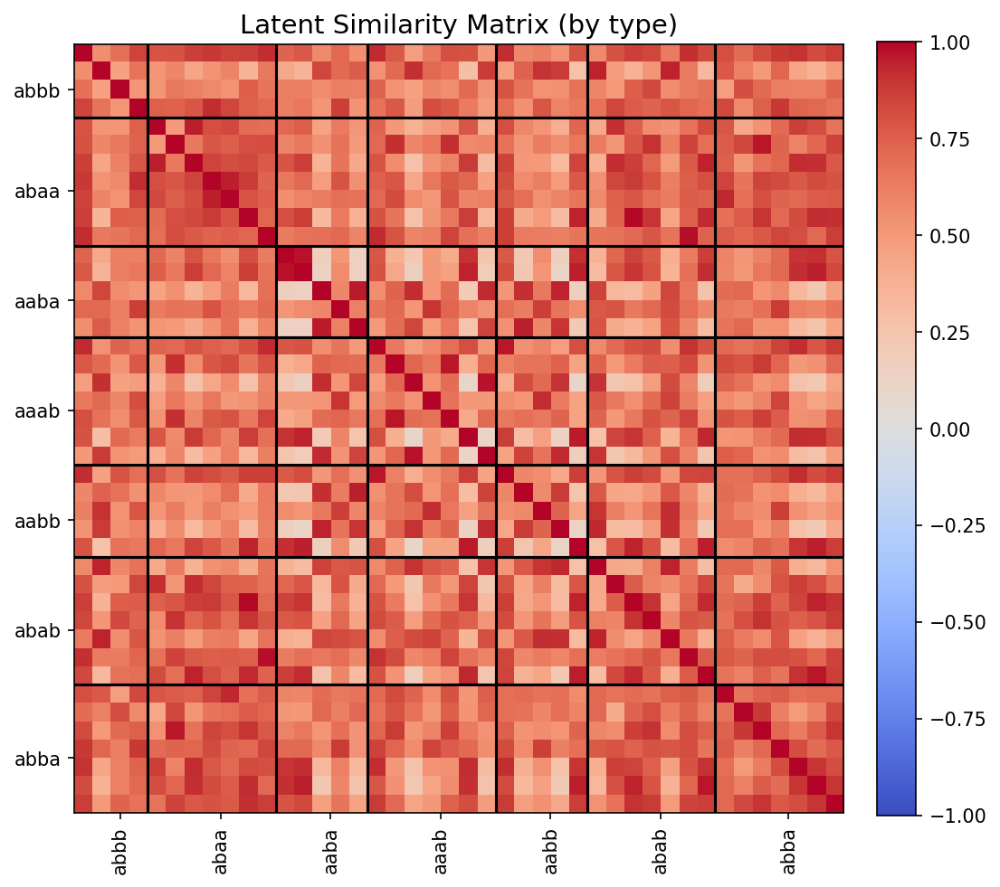 Latent Similarity Matrix (by type)
abbb
abaa
aaba
aaab
aabb
abab
abba
abbb
abaa
aaba
aaab
aabb
abab
abba
1.00
0.75
0.50
0.25
0.00
−0.25
−0.50
−0.75
−1.00